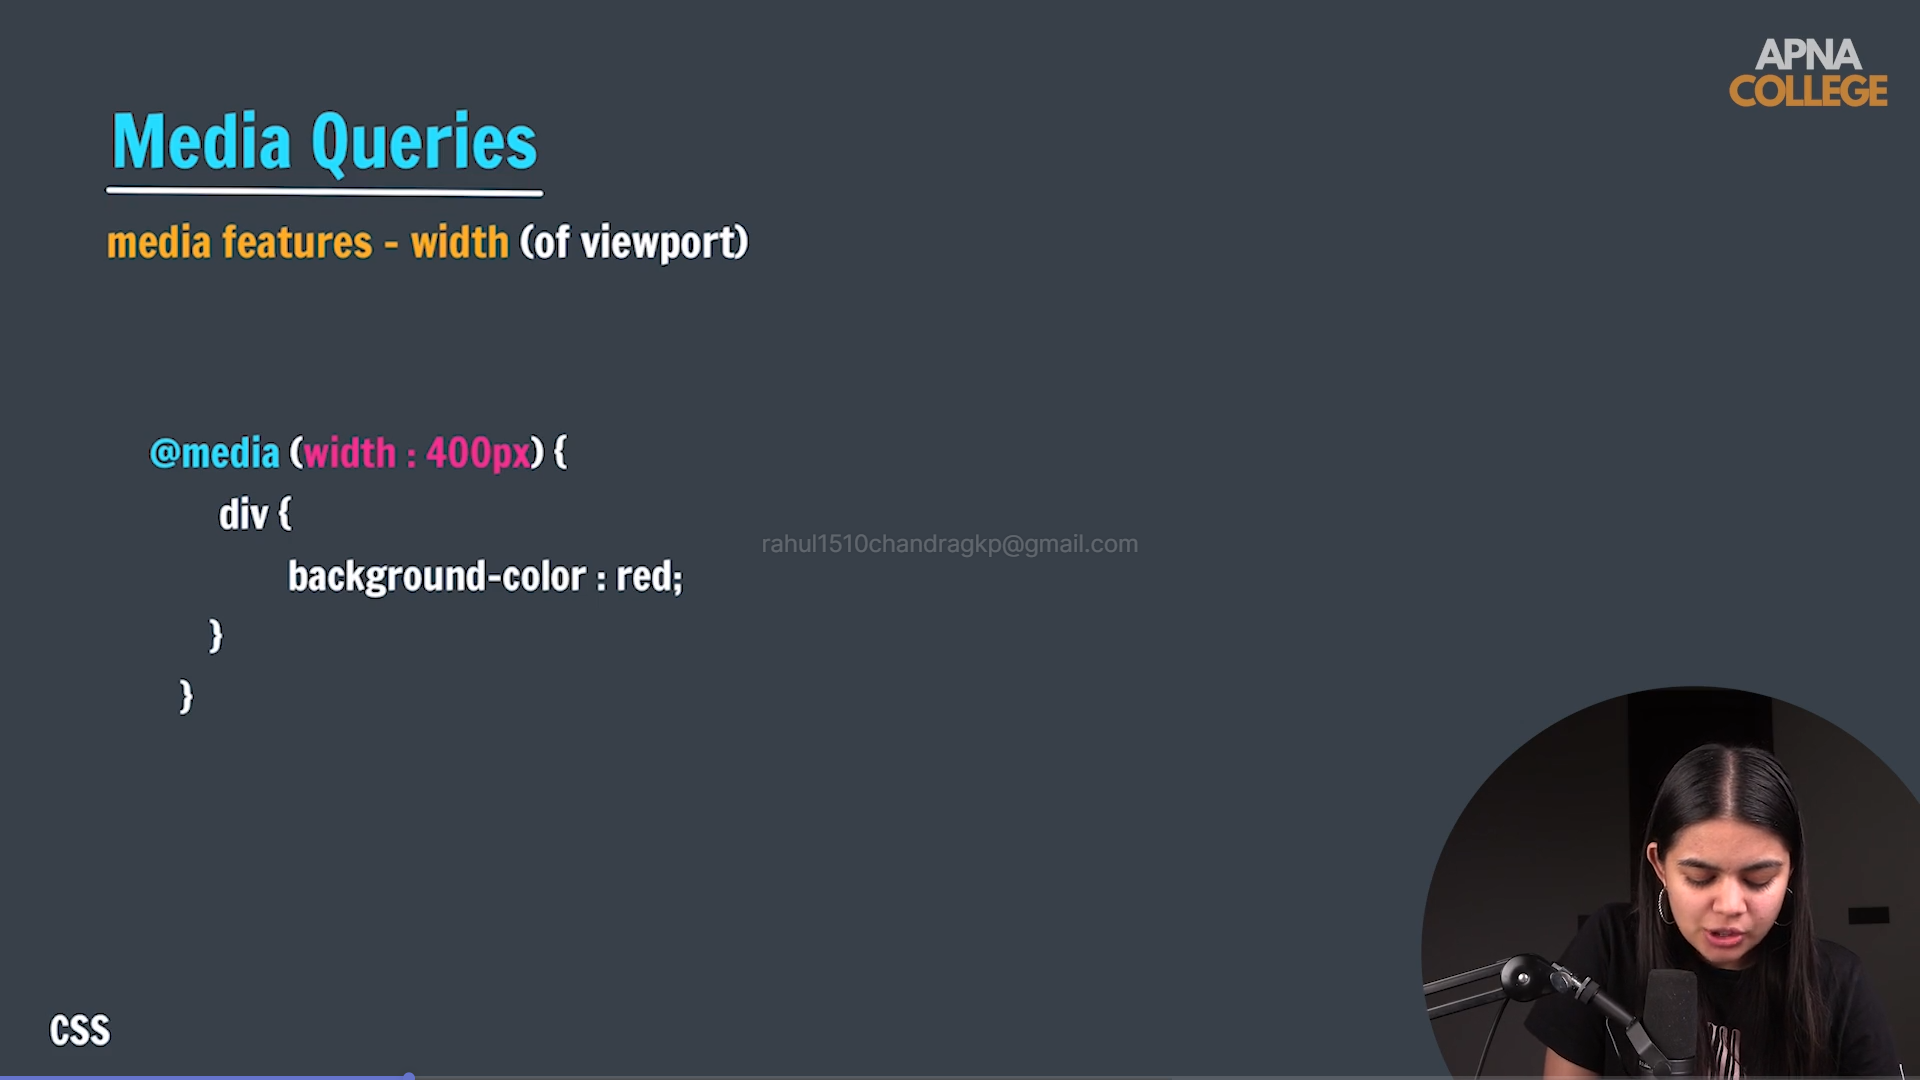 APNA
COLLEGE
Media Queries
media features - width (of viewport)
@media (width : 400px) {
div {
rahul1510chandragkp@gmail.com
background-color : red;
}
}
CSS